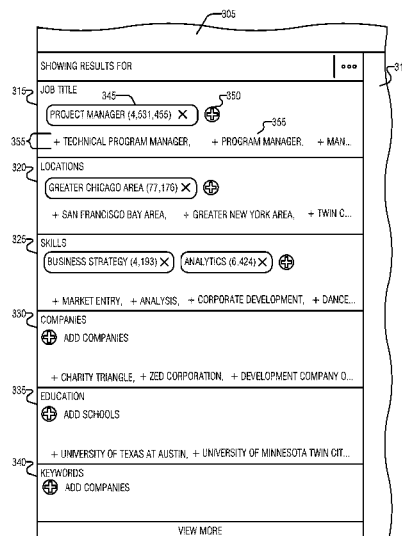 305
SHOWING RESULTS FOR
31
315 JOB TITLE 345
PROJECT MANAGER (4,531,455) X 350
355 + TECHNICAL PROGRAM MANAGER, + PROGRAM MANAGER, + MAN... 355
320 LOCATIONS
GREATER CHICAGO AREA (77,176) X
+ SAN FRANCISCO BAY AREA, + GREATER NEW YORK AREA, + TWIN C...
325 SKILLS
BUSINESS STRATEGY (4,193) X ANALYTICS (6,424) X
+ MARKET ENTRY, + ANALYSIS, + CORPORATE DEVELOPMENT, + DANCE...
330 COMPANIES
ADD COMPANIES
+ CHARITY TRIANGLE, + ZED CORPORATION, + DEVELOPMENT COMPANY O...
335 EDUCATION
ADD SCHOOLS
+ UNIVERSITY OF TEXAS AT AUSTIN, + UNIVERSITY OF MINNESOTA TWIN CIT...
340 KEYWORDS
ADD COMPANIES
VIEW MORE